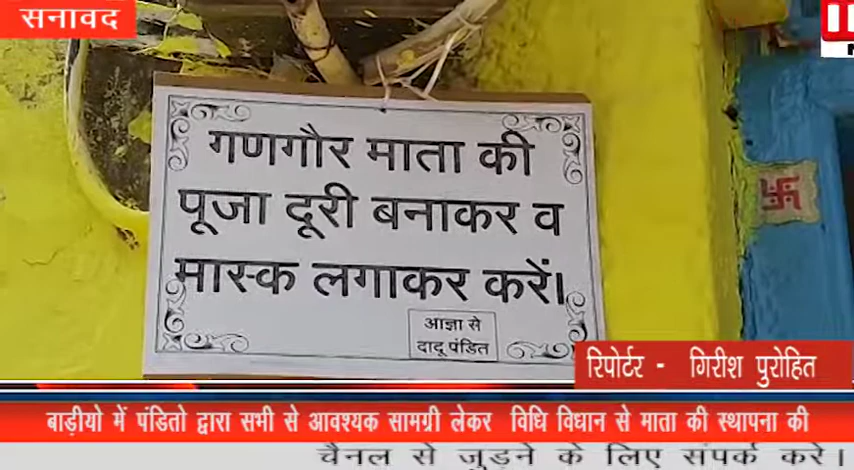 सनावद
गणगौर माता की
पूजा दूरी बनाकर व
मास्क लगाकर करें।
आज्ञा से
दादू पंडित
रिपोर्टर - गिरीश पुरोहित
बाड़ीयो में पंडितो द्वारा सभी से आवश्यक सामग्री लेकर विधि विधान से माता की स्थापना की
चैनल से जुड़ने के लिए संपर्क करे।